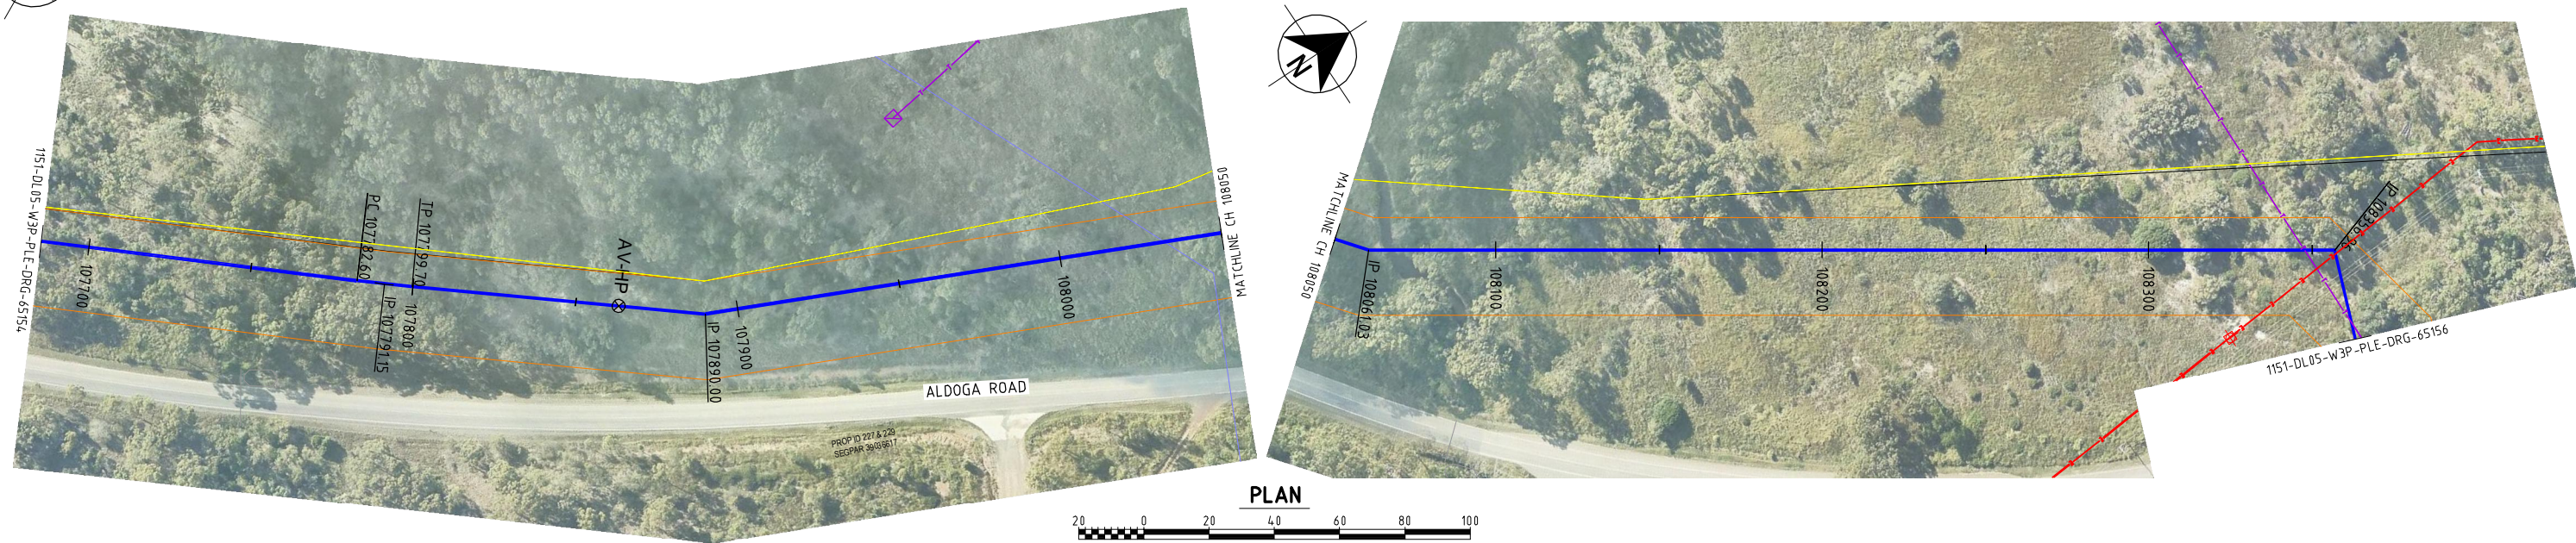 1151-DL05-W3P-PLE-DRG-65154
107700
PC 107782.60
TP 107799.70
IP 107791.15
107800
AV-HP
IP 107890.00
107900
108000
ALDOGA ROAD
PROP ID 227 & 229
SEGPAR 39036617
MATCHLINE CH 108050
N
MATCHLINE CH 108050
IP 108061.03
108100
108200
108300
IP
1151-DL05-W3P-PLE-DRG-65156
PLAN
20 0 20 40 60 80 100